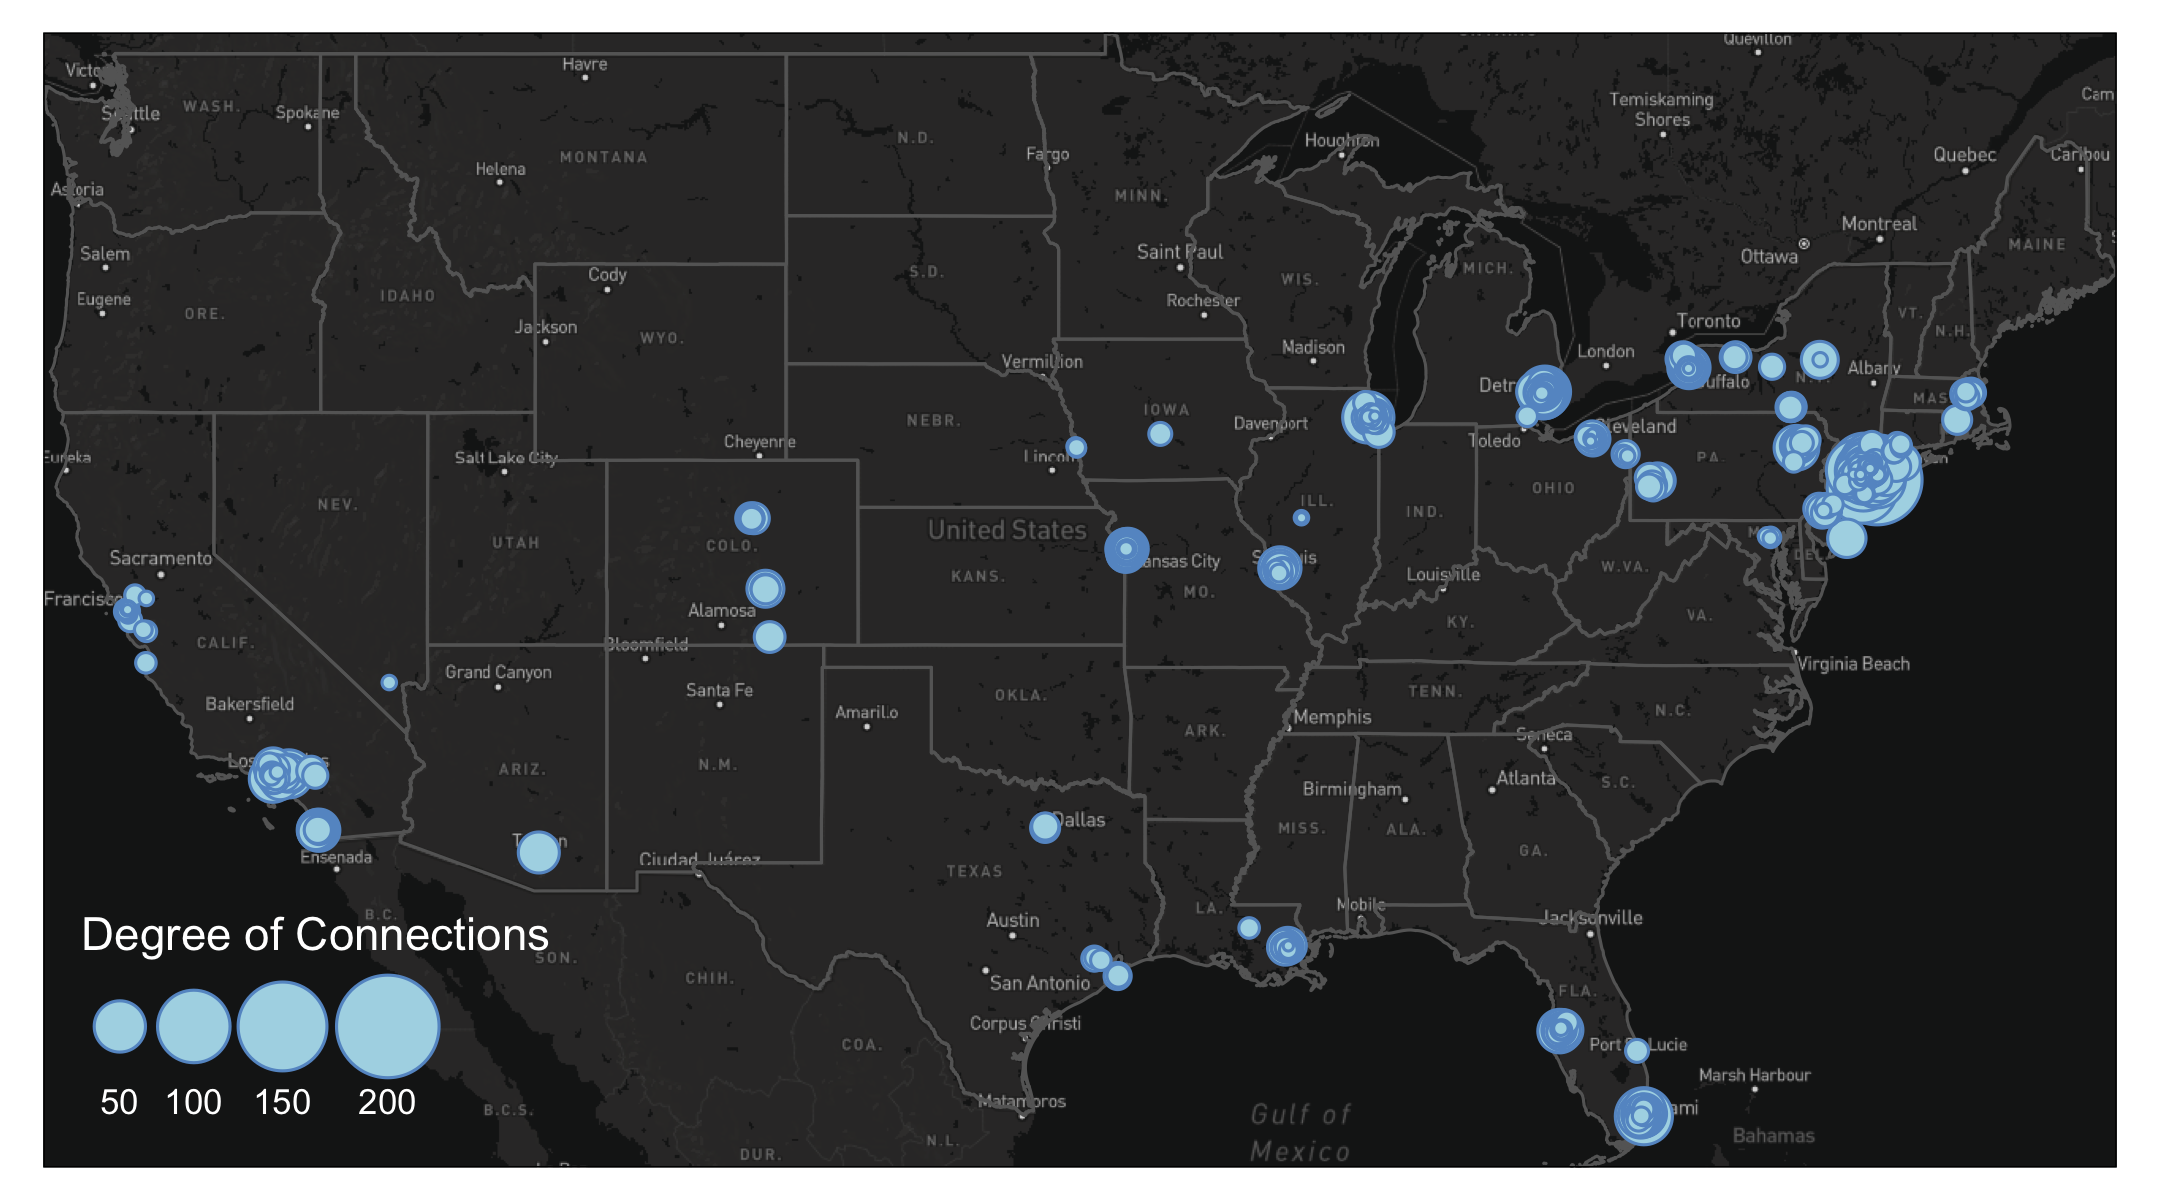 Quévillon
Havre
Victo
Cam
WASH.
Temiskaming
Shores
Seattle
Spokane
N.D.
Houghton
MONTANA
Fargo
Quebec
Caribou
Helena
Astoria
MINN.
Montreal
Salem
Saint Paul
MAINE
Ottawa
Cody
S.D.
MICH.
WIS.
Eugene
IDAHO
Rochester
ORE.
Jackson
Toronto
VT.
N.H.
WYO.
Madison
London
Vermillion
Albany
Detr
Buffalo
N.Y.
MAS
IOWA
NEBR.
Davenport
Cleveland
Cheyenne
Toledo
Eureka
Salt Lake City
Lincoln
PA.
OHIO
NEV.
ILL.
IND.
United States
UTAH
COLO.
M
DEL
Sacramento
Kansas City
St Louis
W.VA.
KANS.
Louisville
MO.
Francisco
Alamosa
VA.
KY.
CALIF.
Bloomfield
Virginia Beach
Grand Canyon
Santa Fe
OKLA.
TENN.
Bakersfield
Amarillo
N.C.
Memphis
ARK.
Seneca
Los Angeles
ARIZ.
N.M.
Atlanta
S.C.
Birmingham
Dallas
MISS.
ALA.
Tucson
GA.
Ensenada
Ciudad Juárez
TEXAS
Mobile
LA.
B.C.
Austin
Jacksonville
Degree of Connections
SON.
CHIH.
San Antonio
FLA.
Corpus Christi
COA.
Port St Lucie
Marsh Harbour
50 100 150 200
B.C.S.
Matamoros
Miami
Gulf of
Mexico
Bahamas
N.L.
DUR.